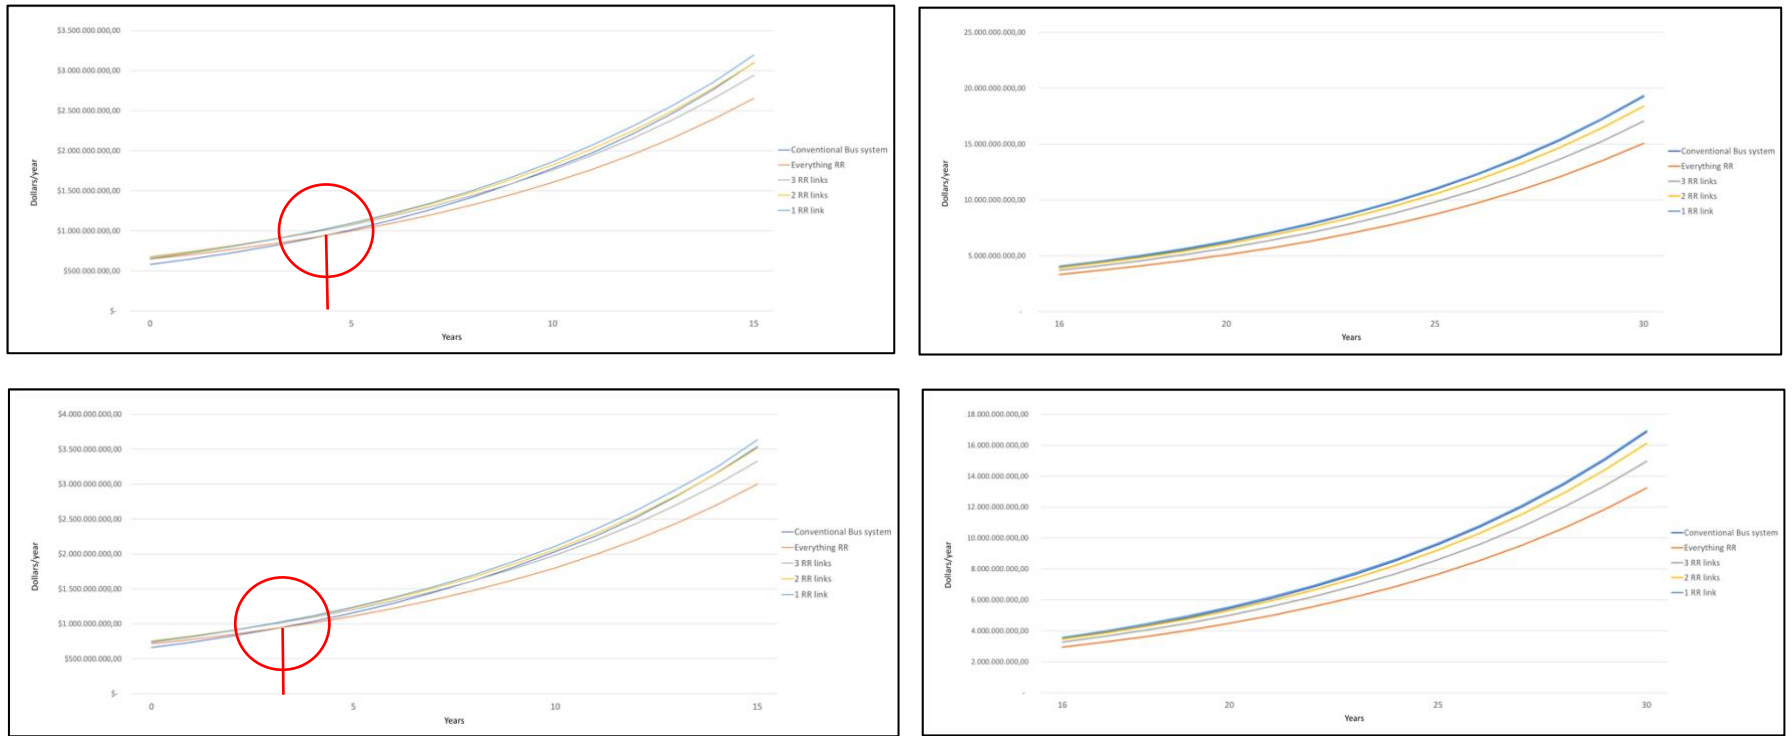 $3.500.000.000,00
$3.000.000.000,00
$2.500.000.000,00
$2.000.000.000,00
$1.500.000.000,00
$1.000.000.000,00
$500.000.000,00
$-
Dollars/year
0 5 10 15
Years
Conventional Bus system
Everything RR
3 RR links
2 RR links
1 RR link
25.000.000.000,00
20.000.000.000,00
15.000.000.000,00
10.000.000.000,00
5.000.000.000,00
-
Dollars/year
16 20 25 30
Years
Conventional Bus system
Everything RR
3 RR links
2 RR links
1 RR link
$4.000.000.000,00
$3.500.000.000,00
$3.000.000.000,00
$2.500.000.000,00
$2.000.000.000,00
$1.500.000.000,00
$1.000.000.000,00
$500.000.000,00
$-
Dollars/year
0 5 10 15
Years
Conventional Bus system
Everything RR
3 RR links
2 RR links
1 RR link
18.000.000.000,00
16.000.000.000,00
14.000.000.000,00
12.000.000.000,00
10.000.000.000,00
8.000.000.000,00
6.000.000.000,00
4.000.000.000,00
2.000.000.000,00
-
Dollars/year
16 20 25 30
Years
Conventional Bus system
Everything RR
3 RR links
2 RR links
1 RR link